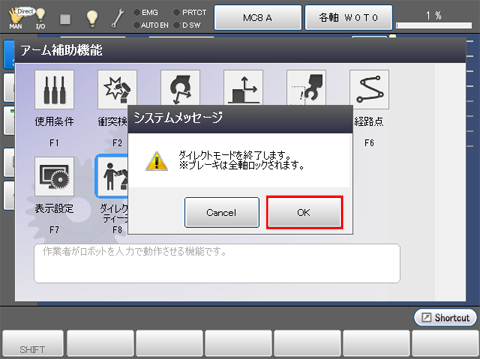 Direct
MAN
I/O
EMG
PRTCT
AUTO EN
D SW
MC8 A
各軸 W0T0
1 %
アーム補助機能
使用条件
衝突検
経路点
F1
F2
F6
システムメッセージ
ダイレクトモードを終了します。
※ブレーキは全軸ロックされます。
Cancel
OK
表示設定
ダイレク
ティー
F7
F8
作業者がロボットを人力で動作させる機能です。
Shortcut
SHIFT